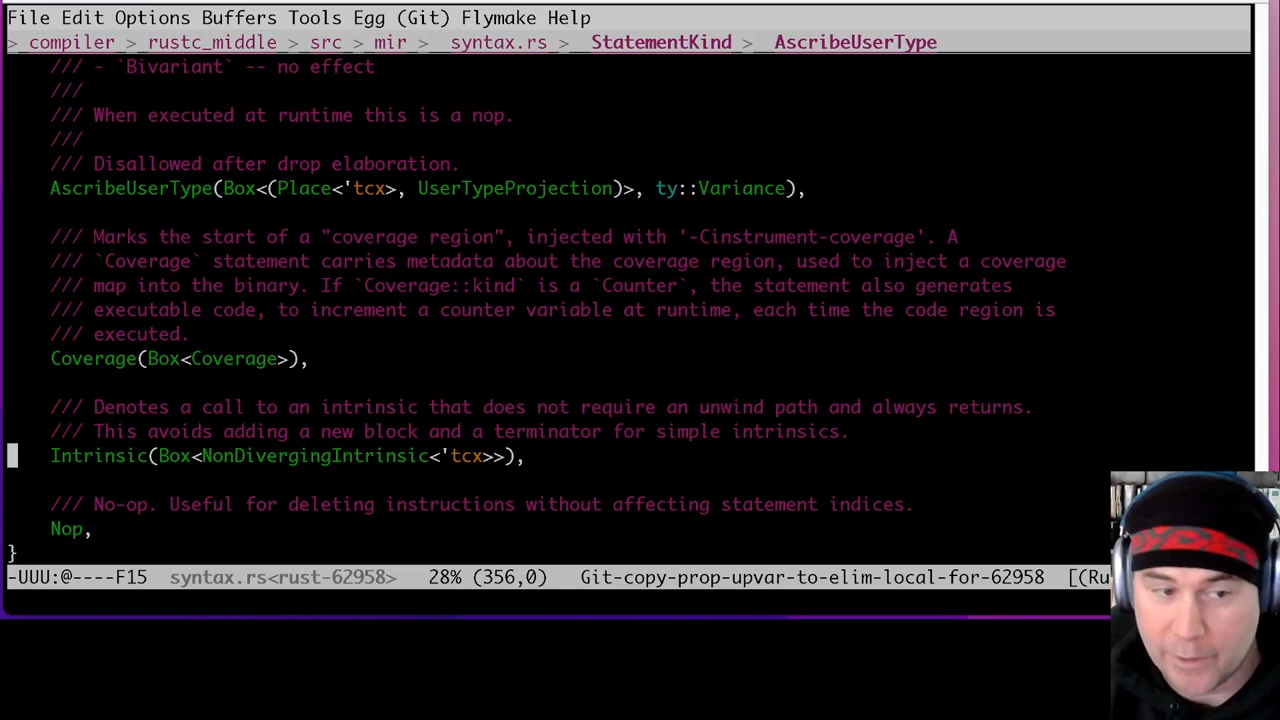 File Edit Options Buffers Tools Egg (Git) Flymake Help
> compiler > rustc_middle > src > mir > syntax.rs > StatementKind > AscribeUserType
/// - `Bivariant` -- no effect
///
/// When executed at runtime this is a nop.
///
/// Disallowed after drop elaboration.
AscribeUserType(Box<(Place<'tcx>, UserTypeProjection)>, ty::Variance),
/// Marks the start of a "coverage region", injected with '-Cinstrument-coverage'. A
/// `Coverage` statement carries metadata about the coverage region, used to inject a coverage
/// map into the binary. If `Coverage::kind` is a `Counter`, the statement also generates
/// executable code, to increment a counter variable at runtime, each time the code region is
/// executed.
Coverage(Box<Coverage>),
/// Denotes a call to an intrinsic that does not require an unwind path and always returns.
/// This avoids adding a new block and a terminator for simple intrinsics.
Intrinsic(Box<NonDivergingIntrinsic<'tcx>>),
/// No-op. Useful for deleting instructions without affecting statement indices.
Nop,
}
-UUU:@----F15 syntax.rs<rust-62958> 28% (356,0) Git-copy-prop-upvar-to-elim-local-for-62958 [(Ru